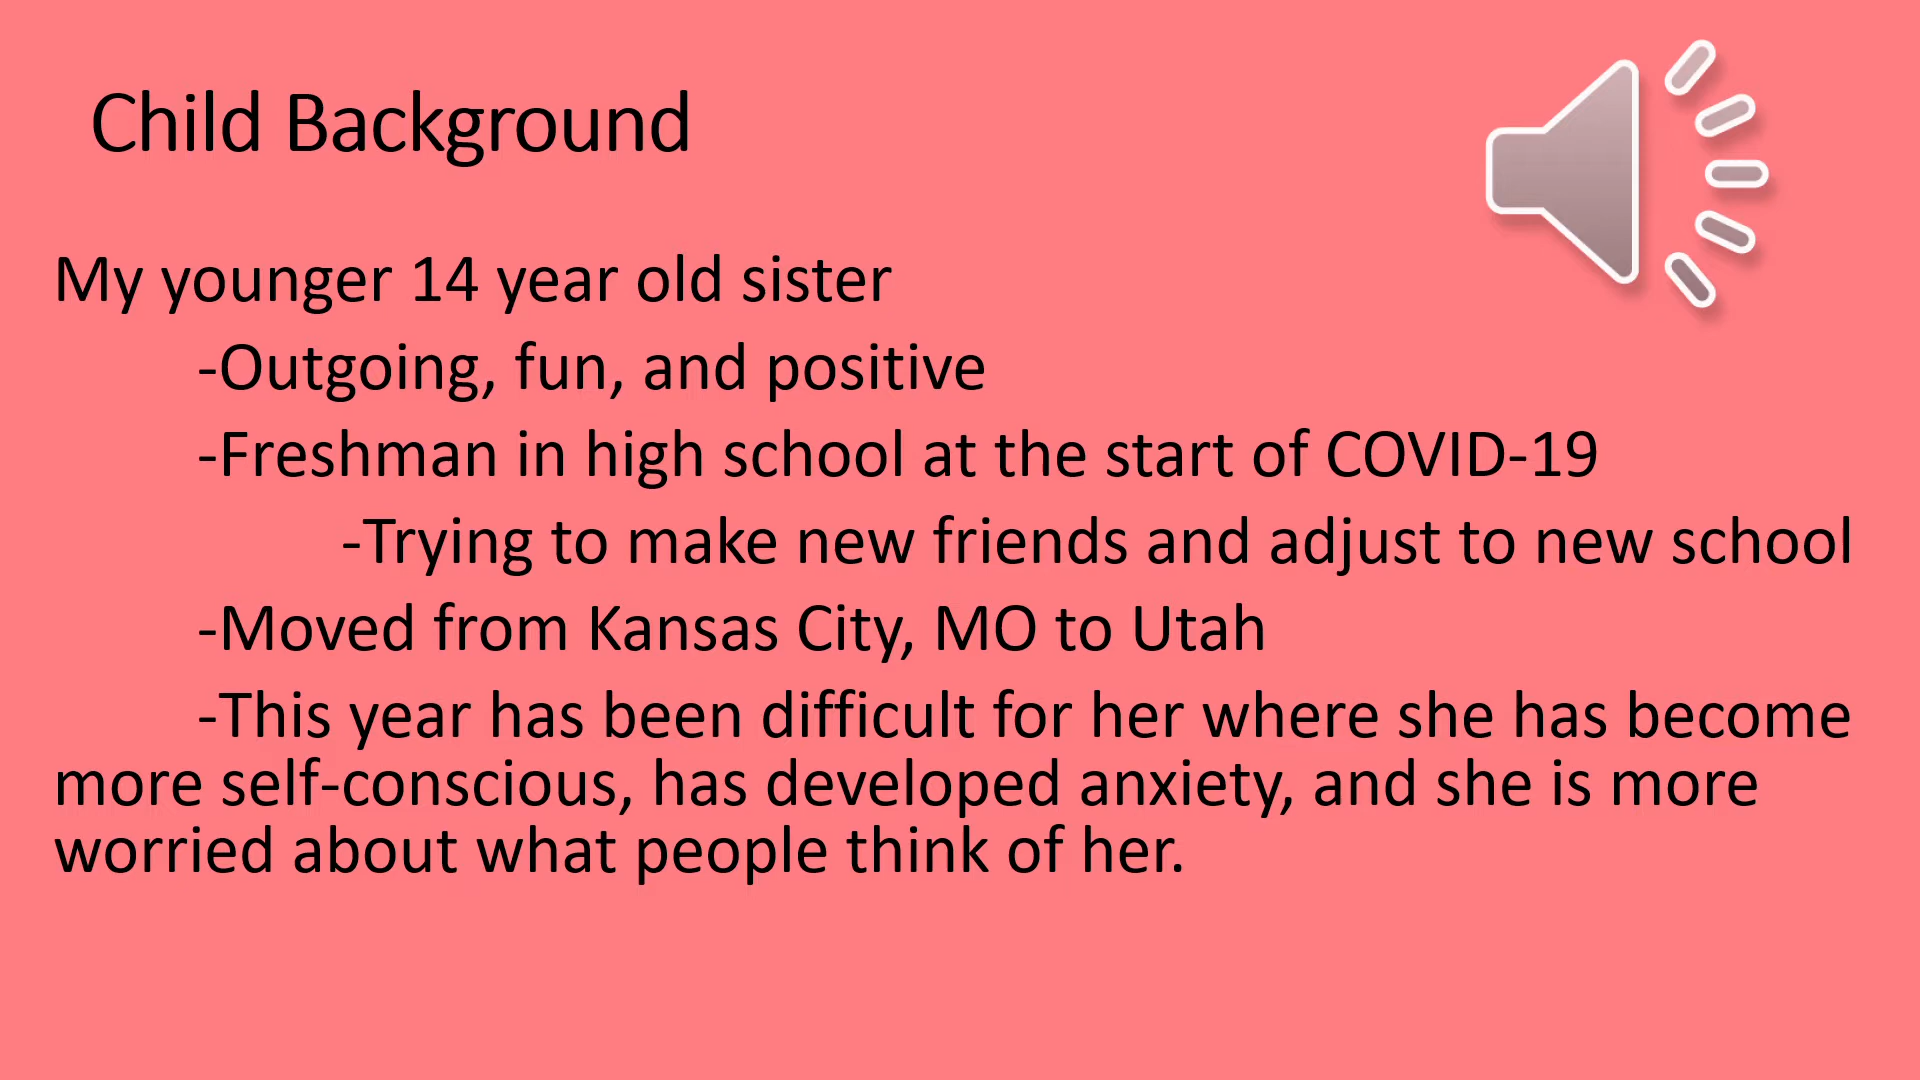 Child Background
My younger 14 year old sister
-Outgoing, fun, and positive
-Freshman in high school at the start of COVID-19
-Trying to make new friends and adjust to new school
-Moved from Kansas City, MO to Utah
-This year has been difficult for her where she has become
more self-conscious, has developed anxiety, and she is more
worried about what people think of her.